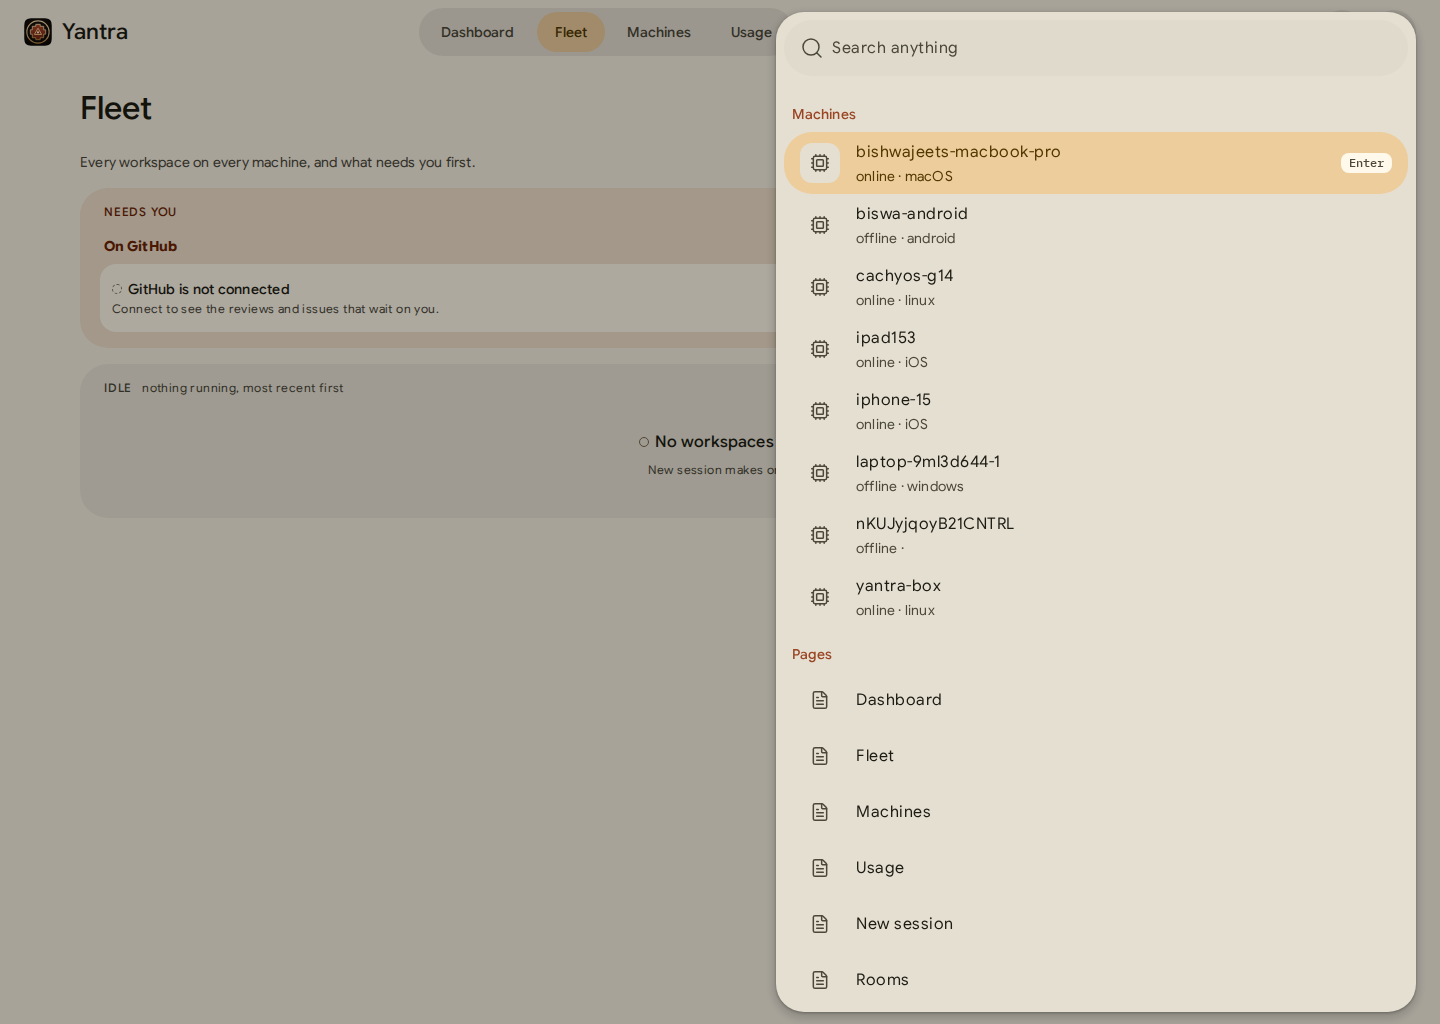 Yantra
Dashboard
Fleet
Machines
Usage
Fleet
Every workspace on every machine, and what needs you first.
NEEDS YOU
On GitHub
GitHub is not connected
Connect to see the reviews and issues that wait on you.
IDLE nothing running, most recent first
No workspaces
New session makes
Search anything
Machines
bishwajeets-macbook-pro
online · macOS
Enter
biswa-android
offline · android
cachyos-g14
online · linux
ipad153
online · iOS
iphone-15
online · iOS
laptop-9ml3d644-1
offline · windows
nKUJyjqoyB21CNTRL
offline ·
yantra-box
online · linux
Pages
Dashboard
Fleet
Machines
Usage
New session
Rooms